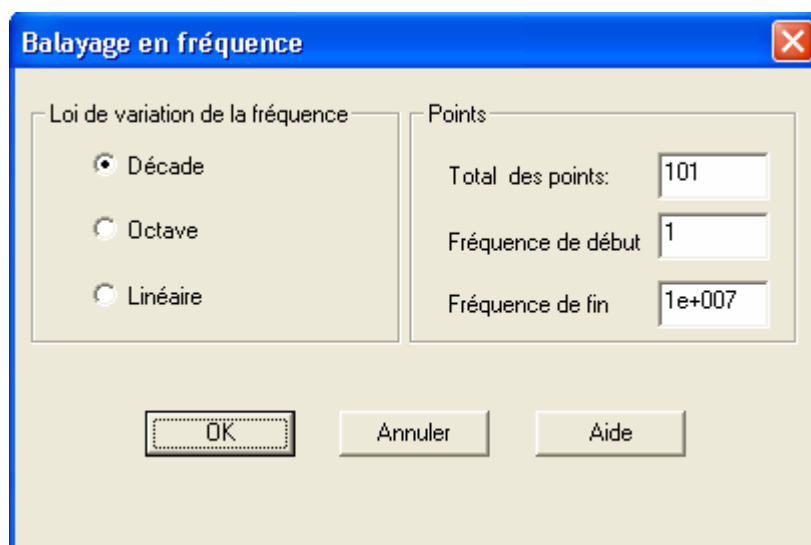 Balayage en fréquence
Loi de variation de la fréquence
Décade
Octave
Linéaire
Points
Total des points: 101
Fréquence de début 1
Fréquence de fin 1e+007
OK Annuler Aide